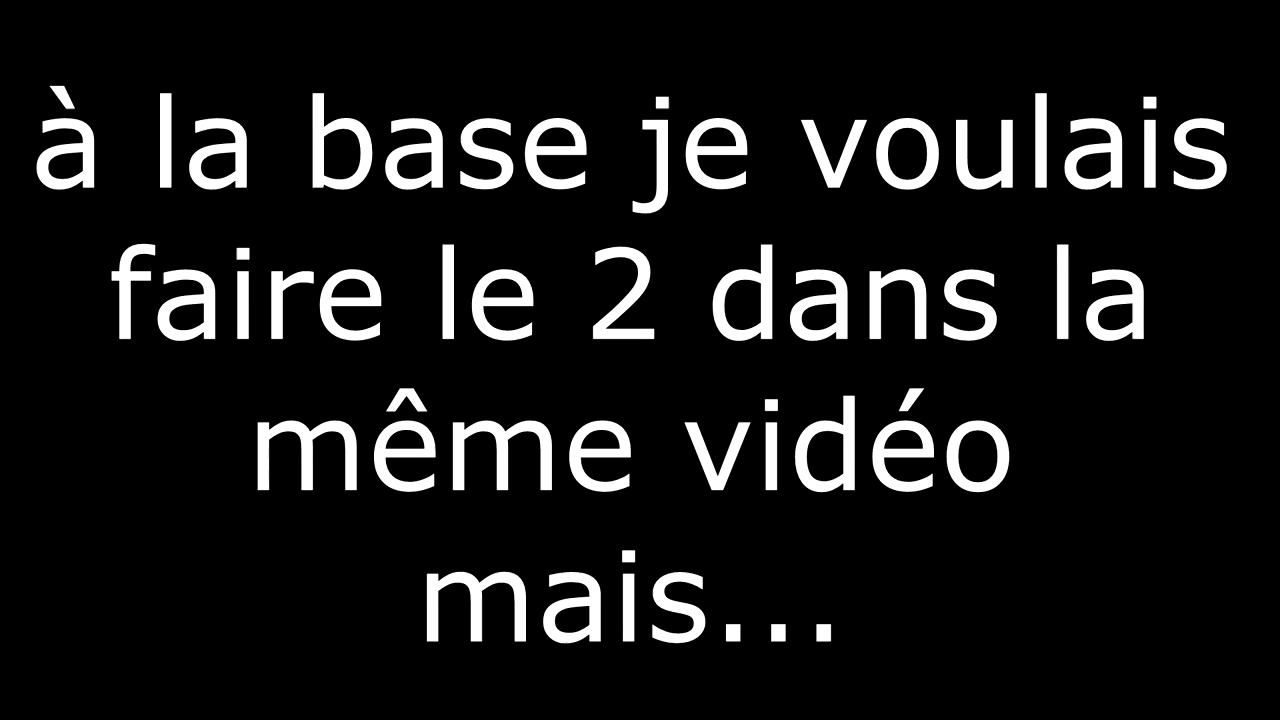 à la base je voulais
faire le 2 dans la
même vidéo
mais...